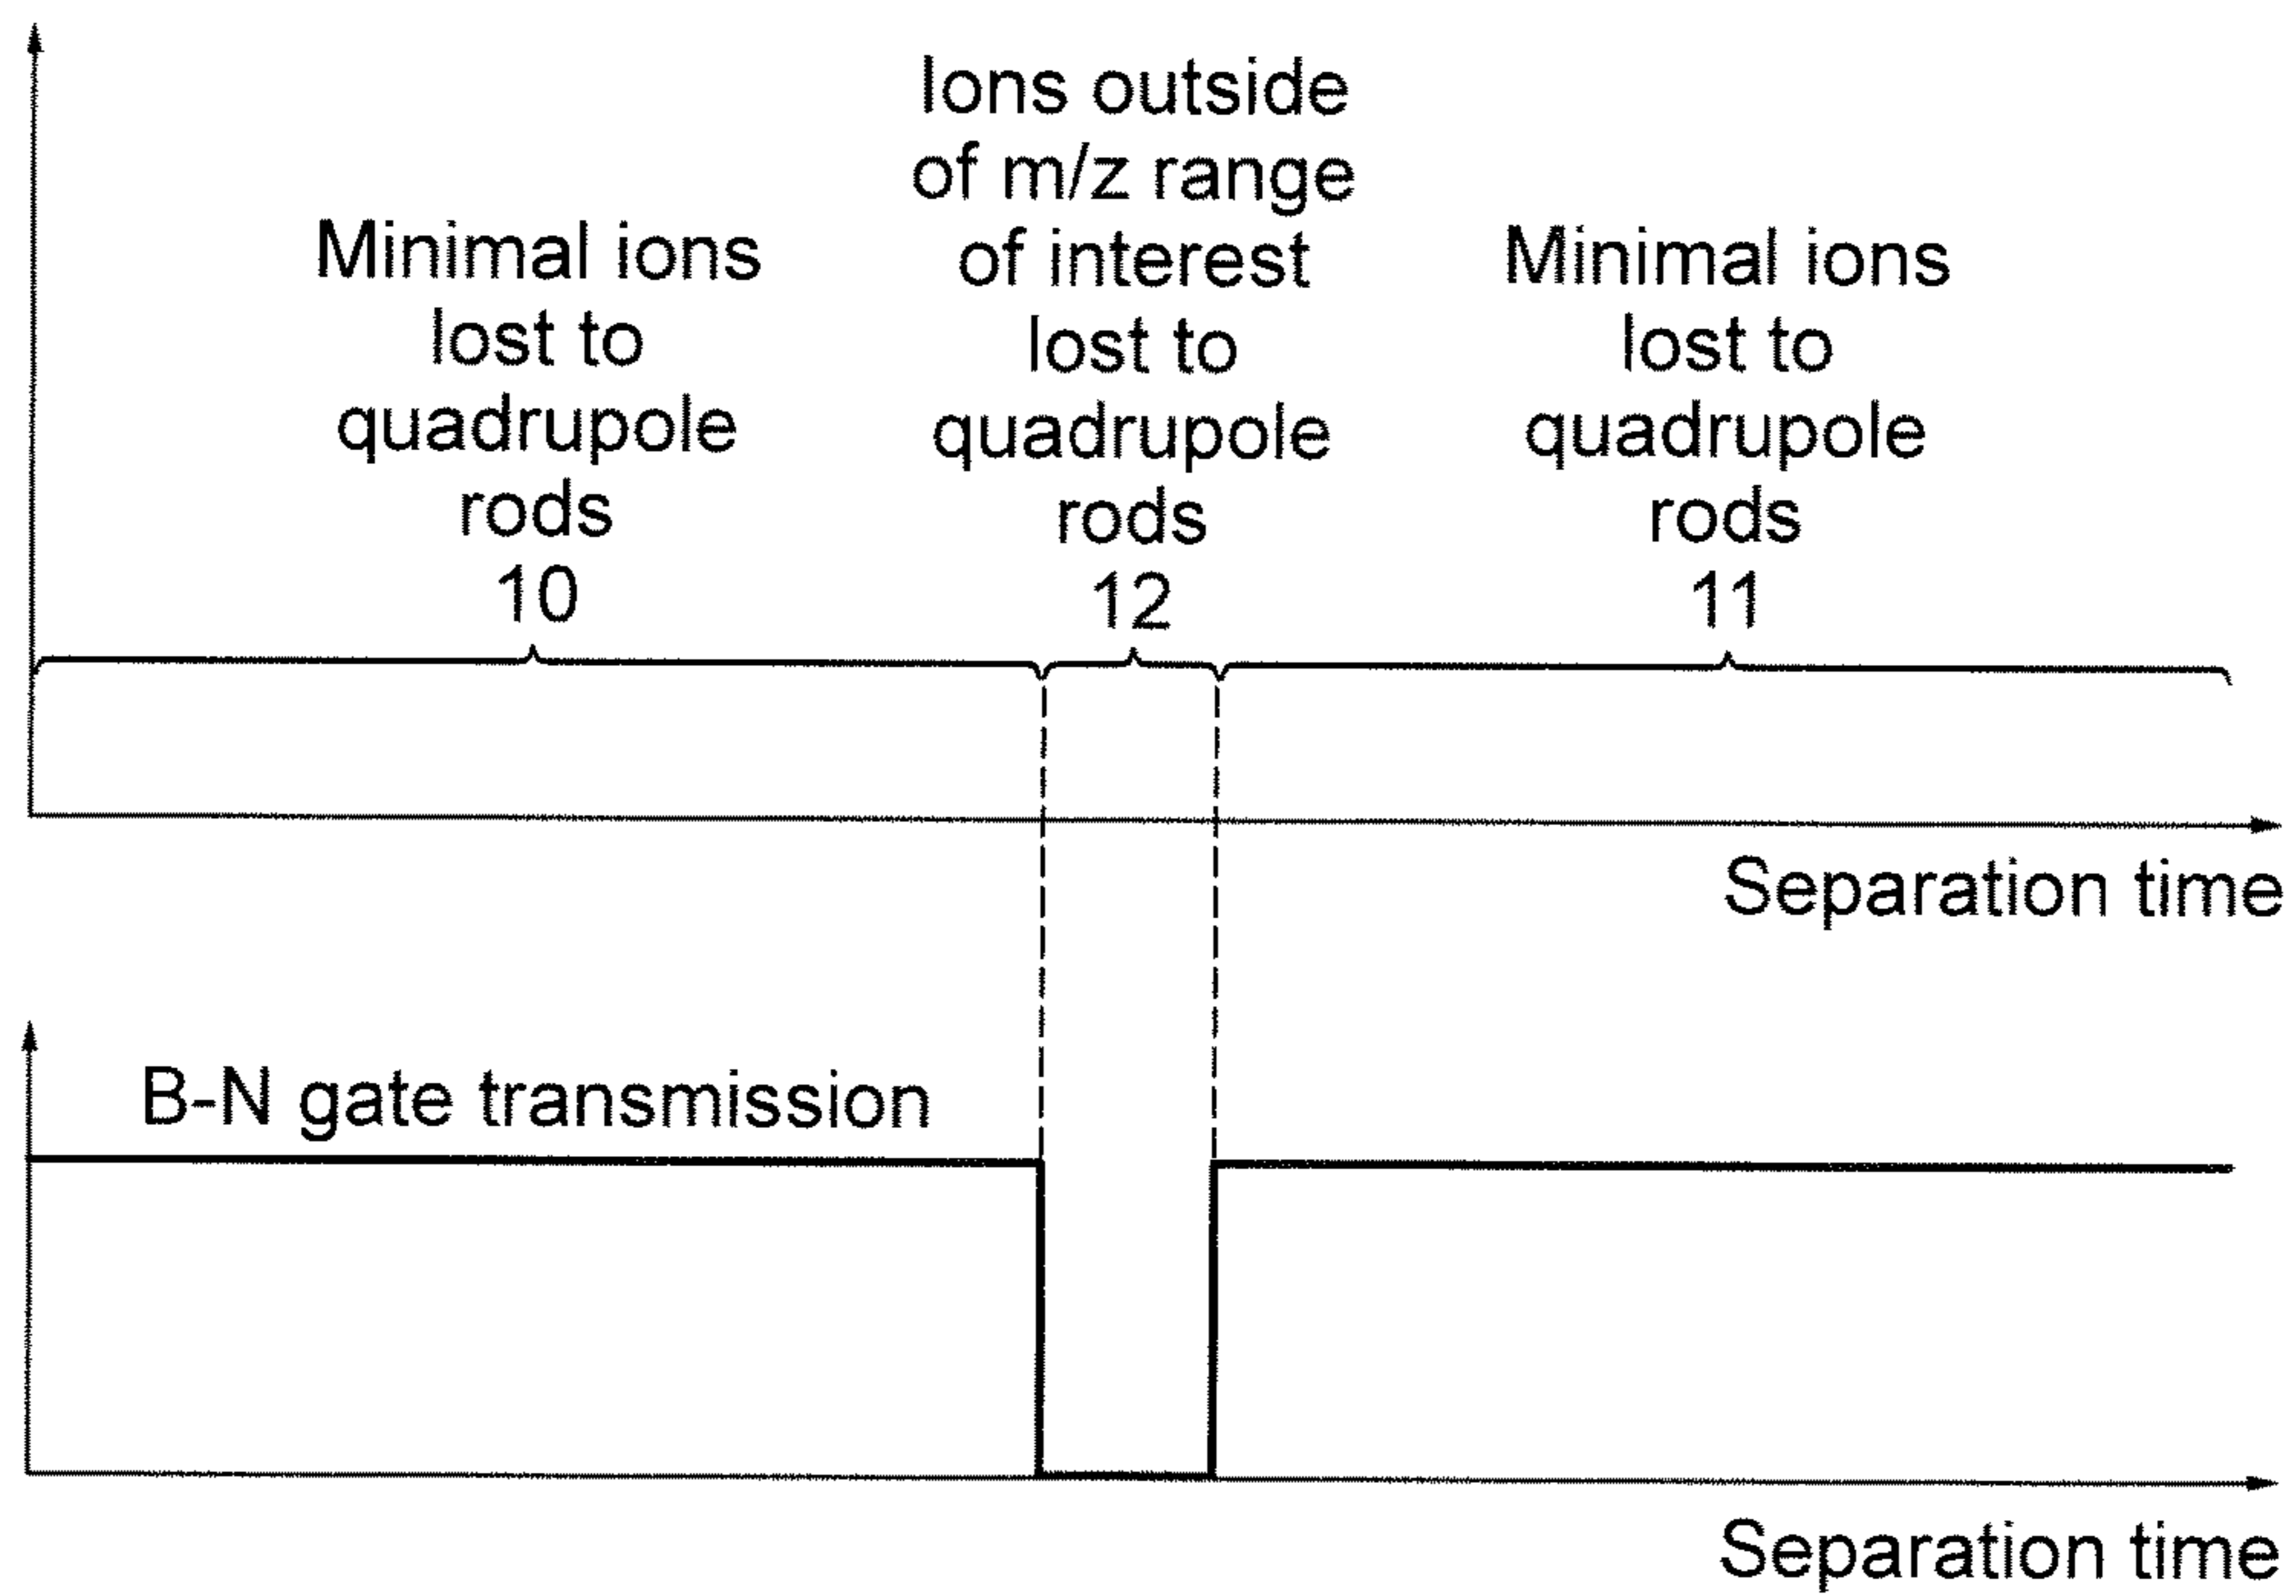 Minimal ions
lost to
quadrupole
rods
10
Ions outside
of m/z range
of interest
lost to
quadrupole
rods
12
Minimal ions
lost to
quadrupole
rods
11
Separation time
B-N gate transmission
Separation time